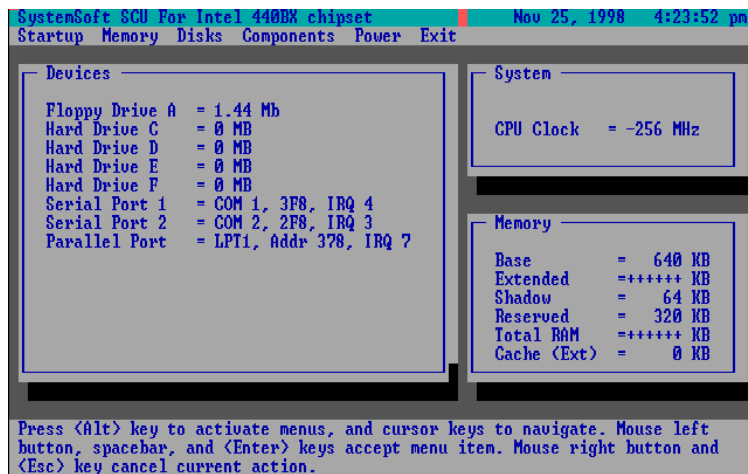 SystemSoft SCU For Intel 440BX chipset Nov 25, 1998 4:23:52 pm
Startup Memory Disks Components Power Exit
Devices
Floppy Drive A = 1.44 Mb
Hard Drive C = 0 MB
Hard Drive D = 0 MB
Hard Drive E = 0 MB
Hard Drive F = 0 MB
Serial Port 1 = COM 1, 3F8, IRQ 4
Serial Port 2 = COM 2, 2F8, IRQ 3
Parallel Port = LPT1, Addr 378, IRQ 7
System
CPU Clock = -256 MHz
Memory
Base = 640 KB
Extended =++++++ KB
Shadow = 64 KB
Reserved = 320 KB
Total RAM =++++++ KB
Cache (Ext) = 0 KB
Press <Alt> key to activate menus, and cursor keys to navigate. Mouse left
button, spacebar, and <Enter> keys accept menu item. Mouse right button and
<Esc> key cancel current action.